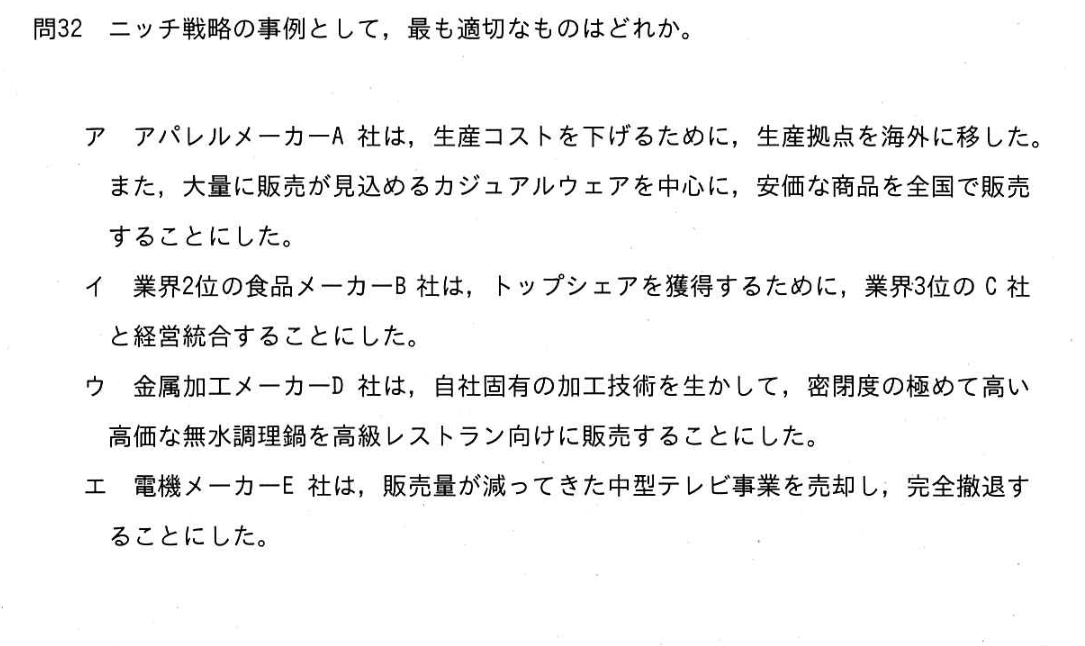 問32 ニッチ戦略の事例として，最も適切なものはどれか。
ア アパレルメーカーA 社は，生産コストを下げるために，生産拠点を海外に移した。
また，大量に販売が見込めるカジュアルウェアを中心に，安価な商品を全国で販売
することにした。
イ 業界2位の食品メーカーB 社は，トップシェアを獲得するために，業界3位の C 社
と経営統合することにした。
ウ 金属加工メーカーD 社は，自社固有の加工技術を生かして，密閉度の極めて高い
高価な無水調理鍋を高級レストラン向けに販売することにした。
エ 電機メーカーE 社は，販売量が減ってきた中型テレビ事業を売却し，完全撤退す
ることにした。